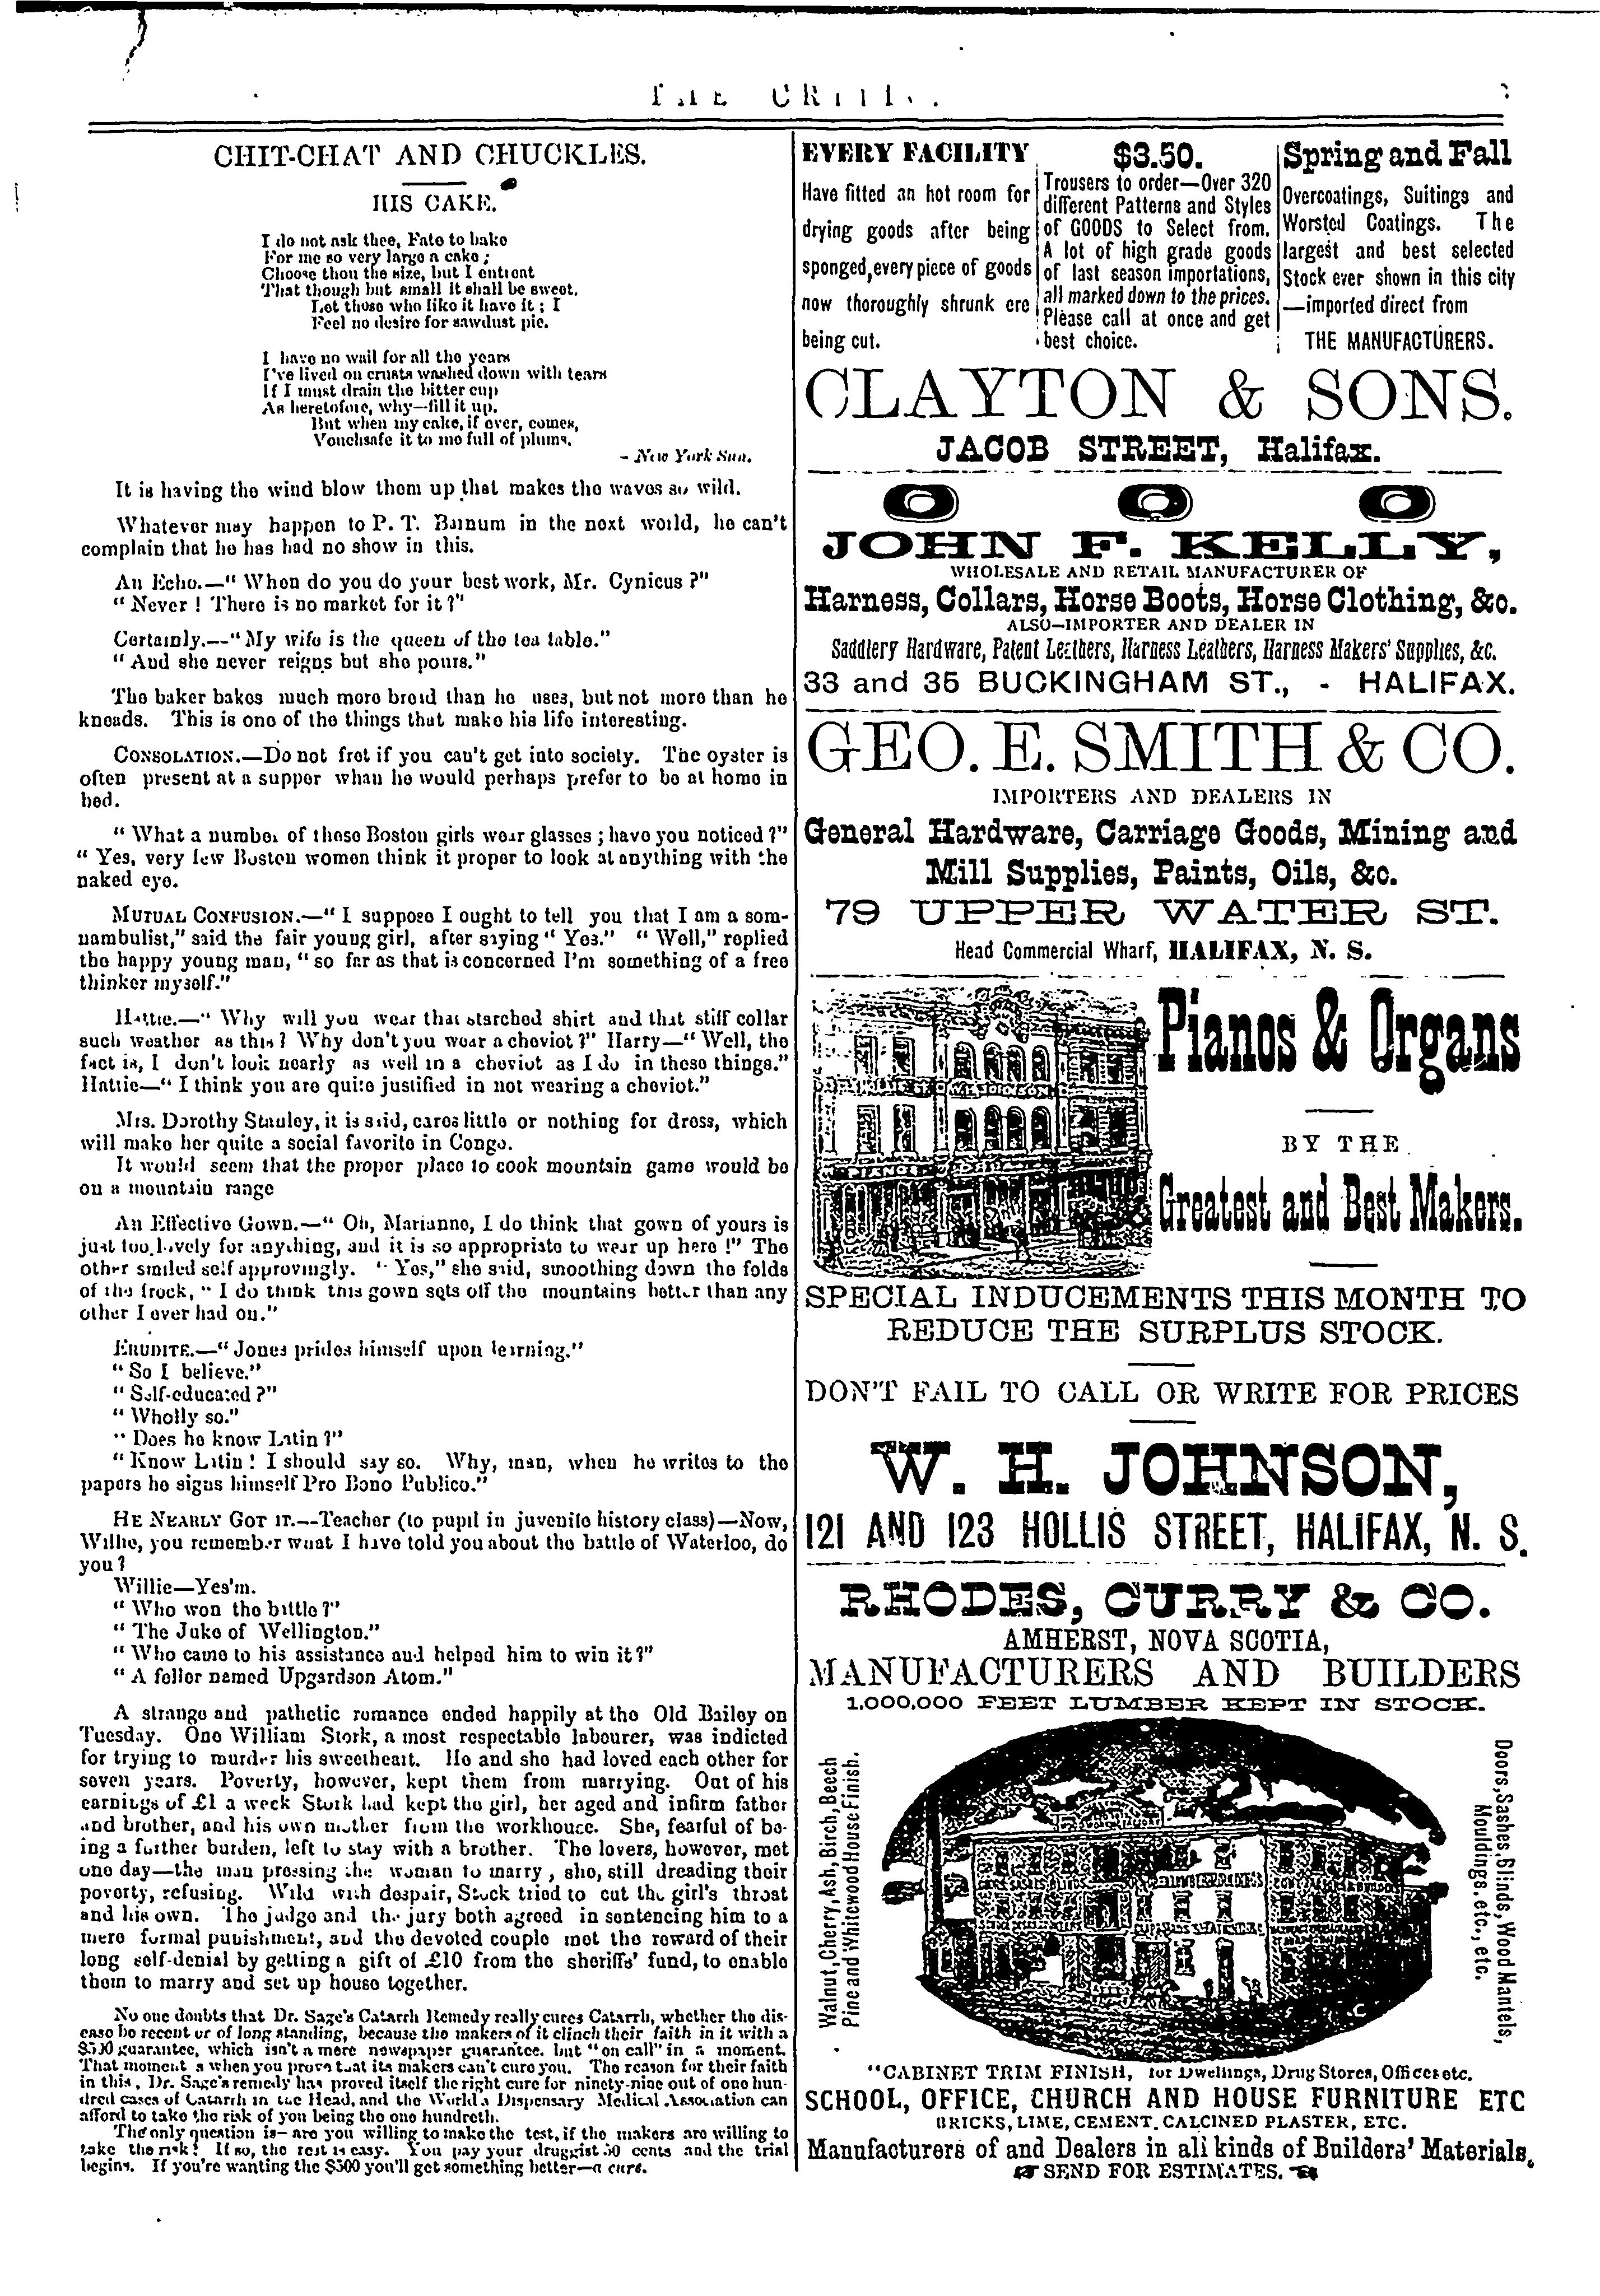 THE CRITIC.
CHIT-CHAT AND CHUCKLES.
HIS CAKE.
I do not ask thee, Fate to bake
For me so very large a cake;
Choose thou the size, but I entreat
That though but small it shall be sweet.
Let those who like it have it; I
Feel no desire for sawdust pie.
I have no wail for all the years
I've lived on crusts washed down with tears
If I must drain the bitter cup
As heretofore, why—fill it up.
But when my cake, if ever, comes,
Vouchsafe it to me full of plums.
- New York Sun.
It is having the wind blow them up that makes the waves so wild.
Whatever may happen to P. T. Barnum in the next world, he can't
complain that he has had no show in this.
An Echo.—" When do you do your best work, Mr. Cynicus ?"
" Never ! There is no market for it ?"
Certainly.—" My wife is the queen of the tea table."
" And she never reigns but she pours."
The baker bakes much more bread than he uses, but not more than he
kneads. This is one of the things that make his life interesting.
CONSOLATION.—Do not fret if you can't get into society. The oyster is
often present at a supper whan he would perhaps prefer to be at home in
bed.
" What a number of these Boston girls wear glasses ; have you noticed ?"
" Yes, very few Boston women think it proper to look at anything with the
naked eye.
MUTUAL CONFUSION.—" I suppose I ought to tell you that I am a som-
nambulist," said the fair young girl, after saying " Yes." " Well," replied
the happy young man, " so far as that is concerned I'm something of a free
thinker myself."
Hattie.—" Why will you wear that starched shirt and that stiff collar
such weather as this ? Why don't you wear a cheviot ?" Harry—" Well, the
fact is, I don't look nearly as well in a cheviot as I do in these things."
Hattie—" I think you are quite justified in not wearing a cheviot."
Mrs. Dorothy Stanley, it is said, cares little or nothing for dress, which
will make her quite a social favorite in Congo.
It would seem that the proper place to cook mountain game would be
on a mountain range
An Effective Gown.—" Oh, Marianne, I do think that gown of yours is
just too lovely for anything, and it is so appropriate to wear up here !" The
other smiled self approvingly. " Yes," she said, smoothing down the folds
of the frock, " I do think this gown sets off the mountains better than any
other I ever had on."
ERUDITE.—" Jones prides himself upon learning."
" So I believe."
" Self-educated ?"
" Wholly so."
" Does he know Latin ?"
" Know Latin ! I should say so. Why, man, when he writes to the
papers he signs himself Pro Bono Publico."
HE NEARLY GOT IT.—Teacher (to pupil in juvenile history class)—Now,
Willie, you remember what I have told you about the battle of Waterloo, do
you ?
Willie—Yes'm.
" Who won the battle ?"
" The Juke of Wellington."
" Who came to his assistance and helped him to win it ?"
" A feller named Upgardson Atom."
A strange and pathetic romance ended happily at the Old Bailey on
Tuesday. One William Stork, a most respectable labourer, was indicted
for trying to murder his sweetheart. He and she had loved each other for
seven years. Poverty, however, kept them from marrying. Out of his
earnings of £1 a week Stork had kept the girl, her aged and infirm father
and brother, and his own mother from the workhouse. She, fearful of be-
ing a further burden, left to stay with a brother. The lovers, however, met
one day—the man pressing the woman to marry, she, still dreading their
poverty, refusing. Wild with despair, Stock tried to cut the girl's throat
and his own. The judge and the jury both agreed in sentencing him to a
mere formal punishment, and the devoted couple met the reward of their
long self-denial by getting a gift of £10 from the sheriffs' fund, to enable
them to marry and set up house together.
No one doubts that Dr. Sage's Catarrh Remedy really cures Catarrh, whether the dis-
ease be recent or of long standing, because the makers of it clinch their faith in it with a
$500 guarantee, which isn't a mere newspaper guarantee, but "on call" in a moment.
That moment s when you prove that its makers can't cure you. The reason for their faith
in this, Dr. Sage's remedy has proved itself the right cure for ninety-nine out of one hun-
dred cases of Catarrh in the Head, and the World's Dispensary Medical Association can
afford to take the risk of you being the one hundreth.
The only question is—are you willing to make the test, if the makers are willing to
take the risk! If so, the rest is easy. You pay your druggist 50 cents and the trial
begins. If you're wanting the $500 you'll get something better—a cure.
EVERY FACILITY
Have fitted an hot room for
drying goods after being
sponged, every piece of goods
now thoroughly shrunk ere
being cut.
$3.50.
Trousers to order—Over 320
different Patterns and Styles
of GOODS to Select from.
A lot of high grade goods
of last season importations,
all marked down to the prices.
Please call at once and get
best choice.
Spring and Fall
Overcoatings, Suitings and
Worsted Coatings. The
largest and best selected
Stock ever shown in this city
—imported direct from
THE MANUFACTURERS.
CLAYTON & SONS.
JACOB STREET, Halifax.
O O O
JOHN F. KELLY,
WHOLESALE AND RETAIL MANUFACTURER OF
Harness, Collars, Horse Boots, Horse Clothing, &c.
ALSO—IMPORTER AND DEALER IN
Saddlery Hardware, Patent Leathers, Harness Leathers, Harness Makers' Supplies, &c.
33 and 35 BUCKINGHAM ST., - HALIFAX.
GEO. E. SMITH & CO.
IMPORTERS AND DEALERS IN
General Hardware, Carriage Goods, Mining and
Mill Supplies, Paints, Oils, &c.
79 UPPER WATER ST.
Head Commercial Wharf, HALIFAX, N. S.
Pianos & Organs
BY THE
Greatest and Best Makers.
SPECIAL INDUCEMENTS THIS MONTH TO
REDUCE THE SURPLUS STOCK.
DON'T FAIL TO CALL OR WRITE FOR PRICES
W. H. JOHNSON,
121 AND 123 HOLLIS STREET, HALIFAX, N. S.
RHODES, CURRY & CO.
AMHERST, NOVA SCOTIA,
MANUFACTURERS AND BUILDERS
1,000,000 FEET LUMBER KEPT IN STOCK.
Walnut, Cherry, Ash, Birch, Beech
Pine and Whitewood House Finish.
Doors, Sashes, Blinds, Wood Mantels,
Mouldings, etc., etc.
"CABINET TRIM FINISH, for Dwellings, Drug Stores, Offices etc.
SCHOOL, OFFICE, CHURCH AND HOUSE FURNITURE ETC
BRICKS, LIME, CEMENT, CALCINED PLASTER, ETC.
Manufacturers of and Dealers in all kinds of Builders' Materials,
SEND FOR ESTIMATES.